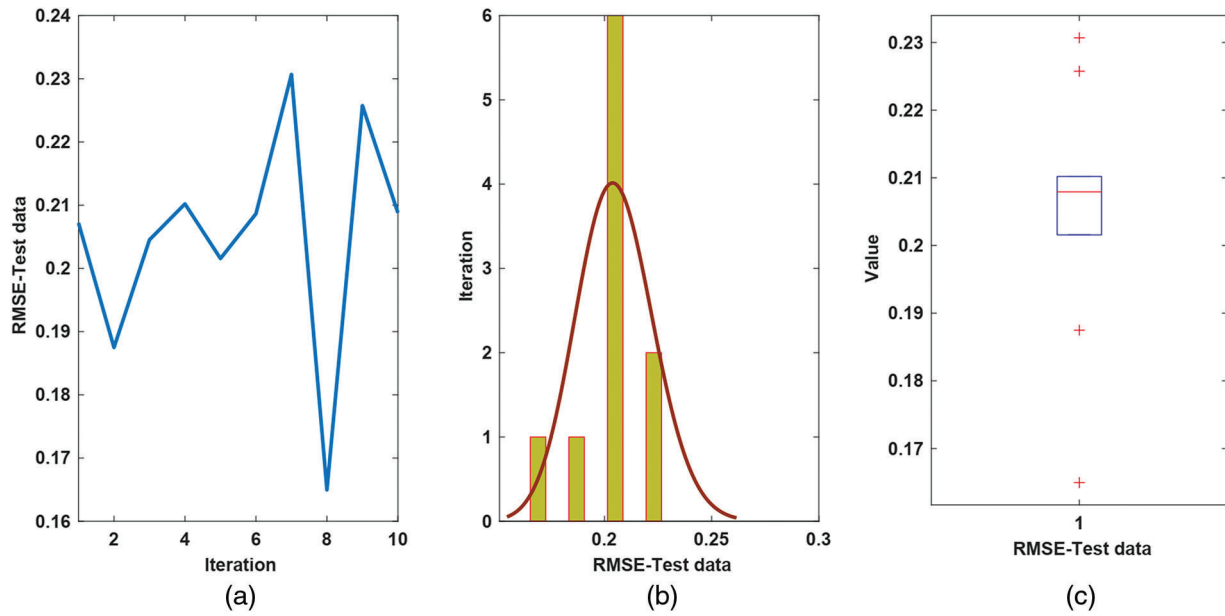 0.24
0.23
0.22
0.21
0.2
0.19
0.18
0.17
0.16
RMSE-Test data
2 4 6 8 10
Iteration
(a)
6
5
4
3
2
1
0
Iteration
0.2 0.25 0.3
RMSE-Test data
(b)
0.23
0.22
0.21
0.2
0.19
0.18
0.17
Value
1
RMSE-Test data
(c)